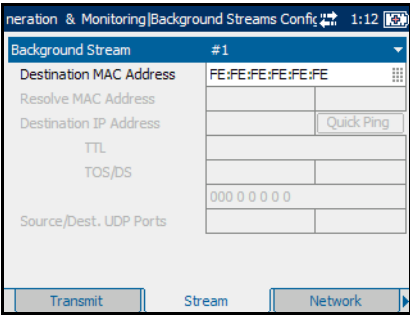 neration & Monitoring|Background Streams Config 1:12
Background Stream #1
Destination MAC Address FE:FE:FE:FE:FE:FE
Resolve MAC Address
Destination IP Address Quick Ping
TTL
TOS/DS
000 0 0 0 0 0
Source/Dest. UDP Ports
Transmit Stream Network